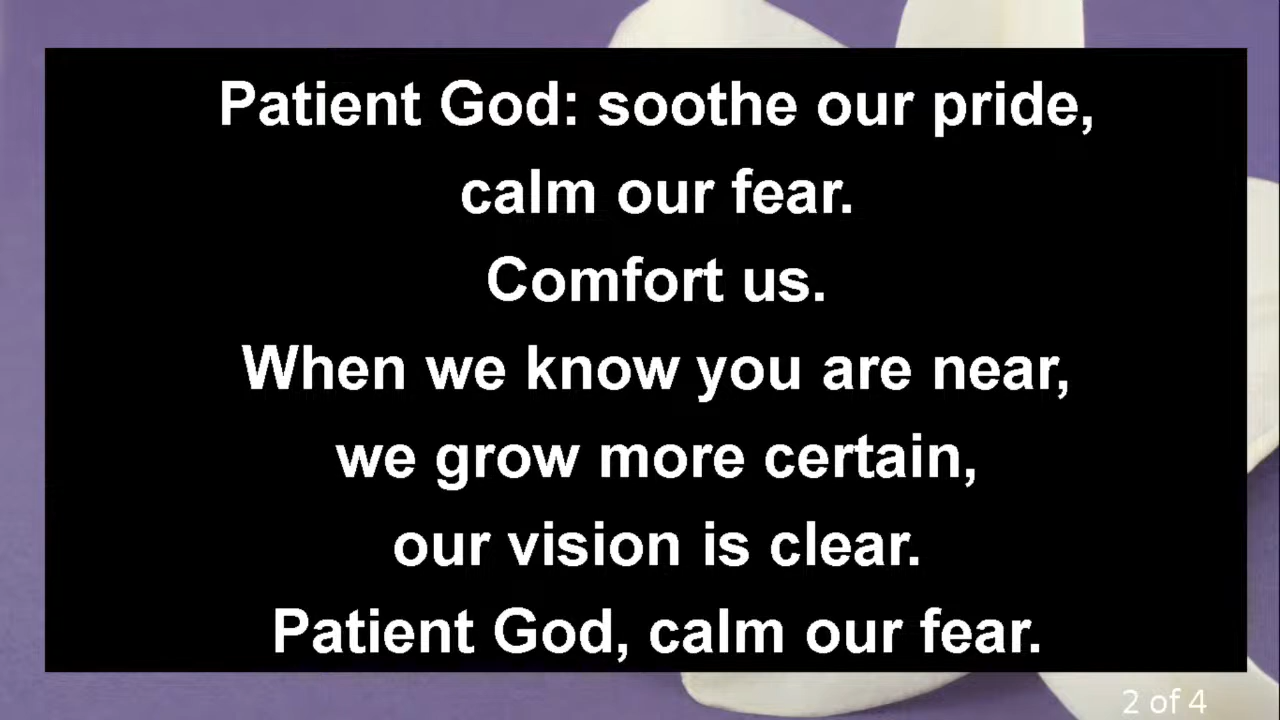 Patient God: soothe our pride,
calm our fear.
Comfort us.
When we know you are near,
we grow more certain,
our vision is clear.
Patient God, calm our fear.
2 of 4